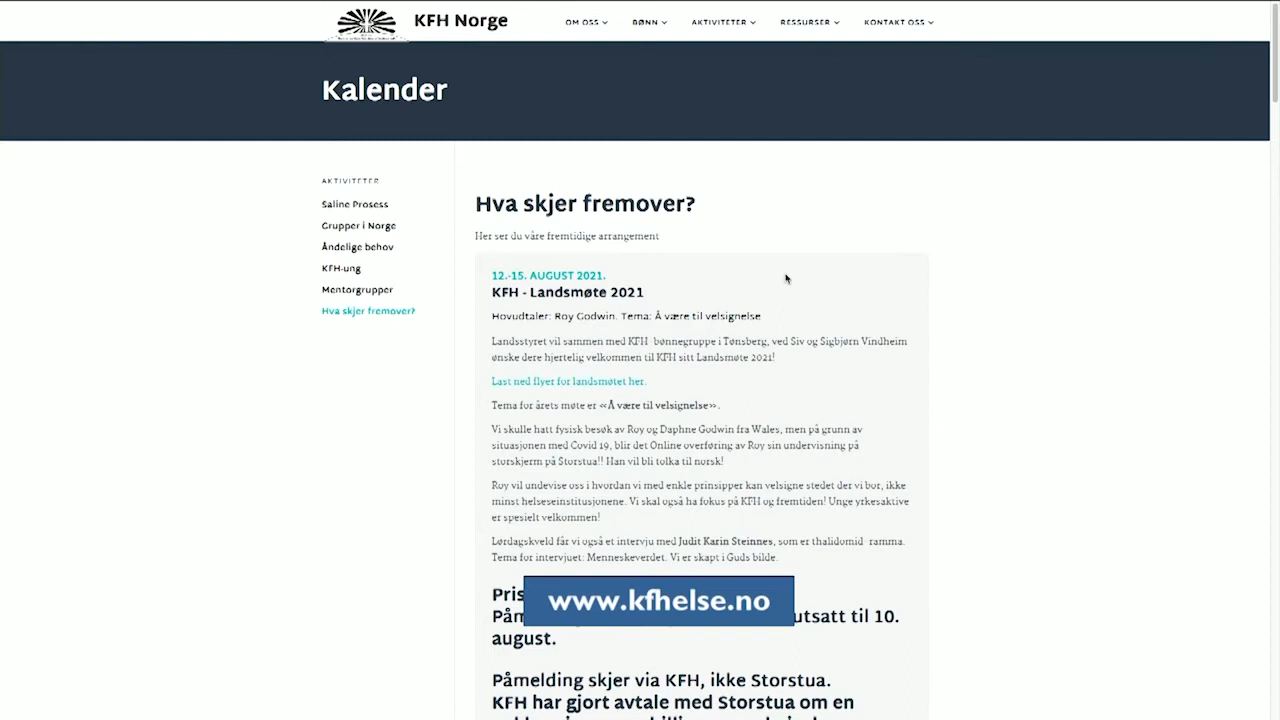 KFH Norge
OM OSS
BØNN
AKTIVITETER
RESSURSER
KONTAKT OSS
Kalender
AKTIVITETER
Saline Prosess
Grupper i Norge
Åndelige behov
KFH-ung
Mentorgrupper
Hva skjer fremover?
Hva skjer fremover?
Her ser du våre fremtidige arrangement
12.-15. AUGUST 2021.
KFH - Landsmøte 2021
Hovudtaler: Roy Godwin. Tema: Å være til velsignelse
Landsstyret vil sammen med KFH bønnegruppe i Tønsberg, ved Siv og Sigbjørn Vindheim
ønske dere hjertelig velkommen til KFH sitt Landsmøte 2021!
Last ned flyer for landsmøtet her.
Tema for årets møte er «Å være til velsignelse».
Vi skulle hatt fysisk besøk av Roy og Daphne Godwin fra Wales, men på grunn av
situasjonen med Covid 19, blir det Online overføring av Roy sin undervisning på
storskjerm på Storstua!! Han vil bli tolka til norsk!
Roy vil undevise oss i hvordan vi med enkle prinsipper kan velsigne stedet der vi bor, ikke
minst helseseinstitusjonene. Vi skal også ha fokus på KFH og fremtiden! Unge yrkesaktive
er spesielt velkommen!
Lørdagskveld får vi også et intervju med Judit Karin Steinnes, som er thalidomid- ramma.
Tema for intervjuet: Menneskeverdet. Vi er skapt i Guds bilde.
Pris
www.kfhelse.no
utsatt til 10.
august.
Påmelding skjer via KFH, ikke Storstua.
KFH har gjort avtale med Storstua om en